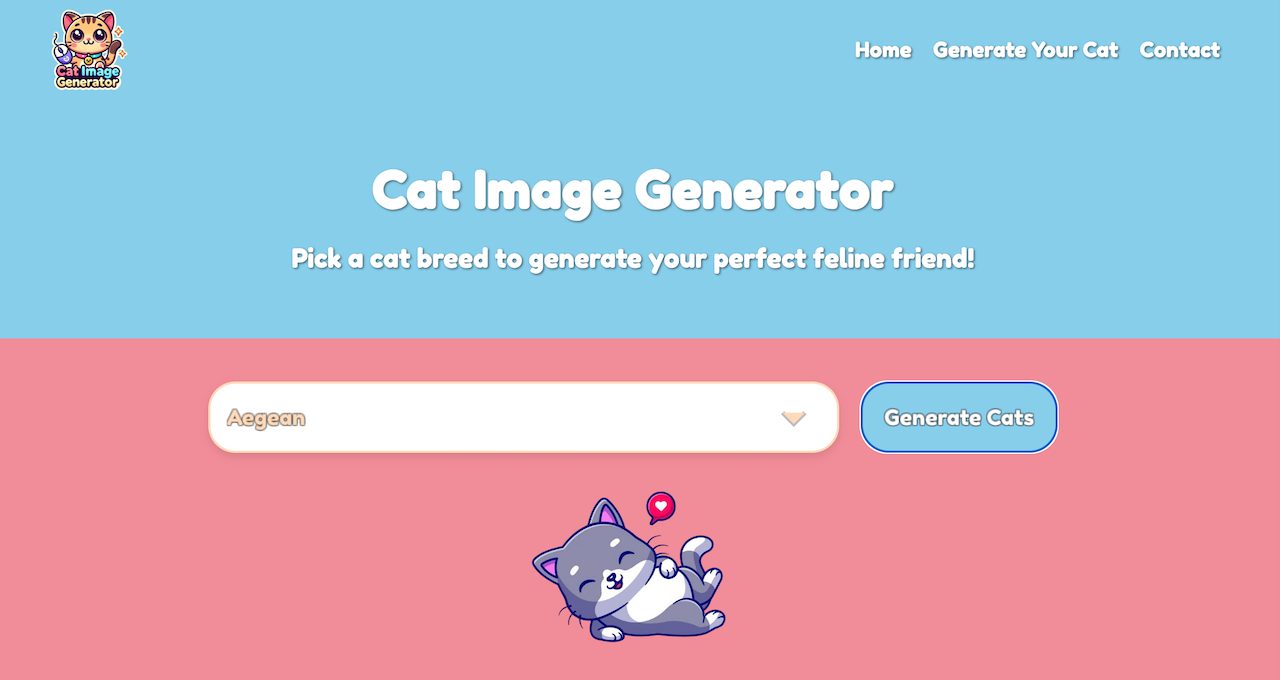 Cat Image
Generator
Home Generate Your Cat Contact
Cat Image Generator
Pick a cat breed to generate your perfect feline friend!
Aegean
Generate Cats